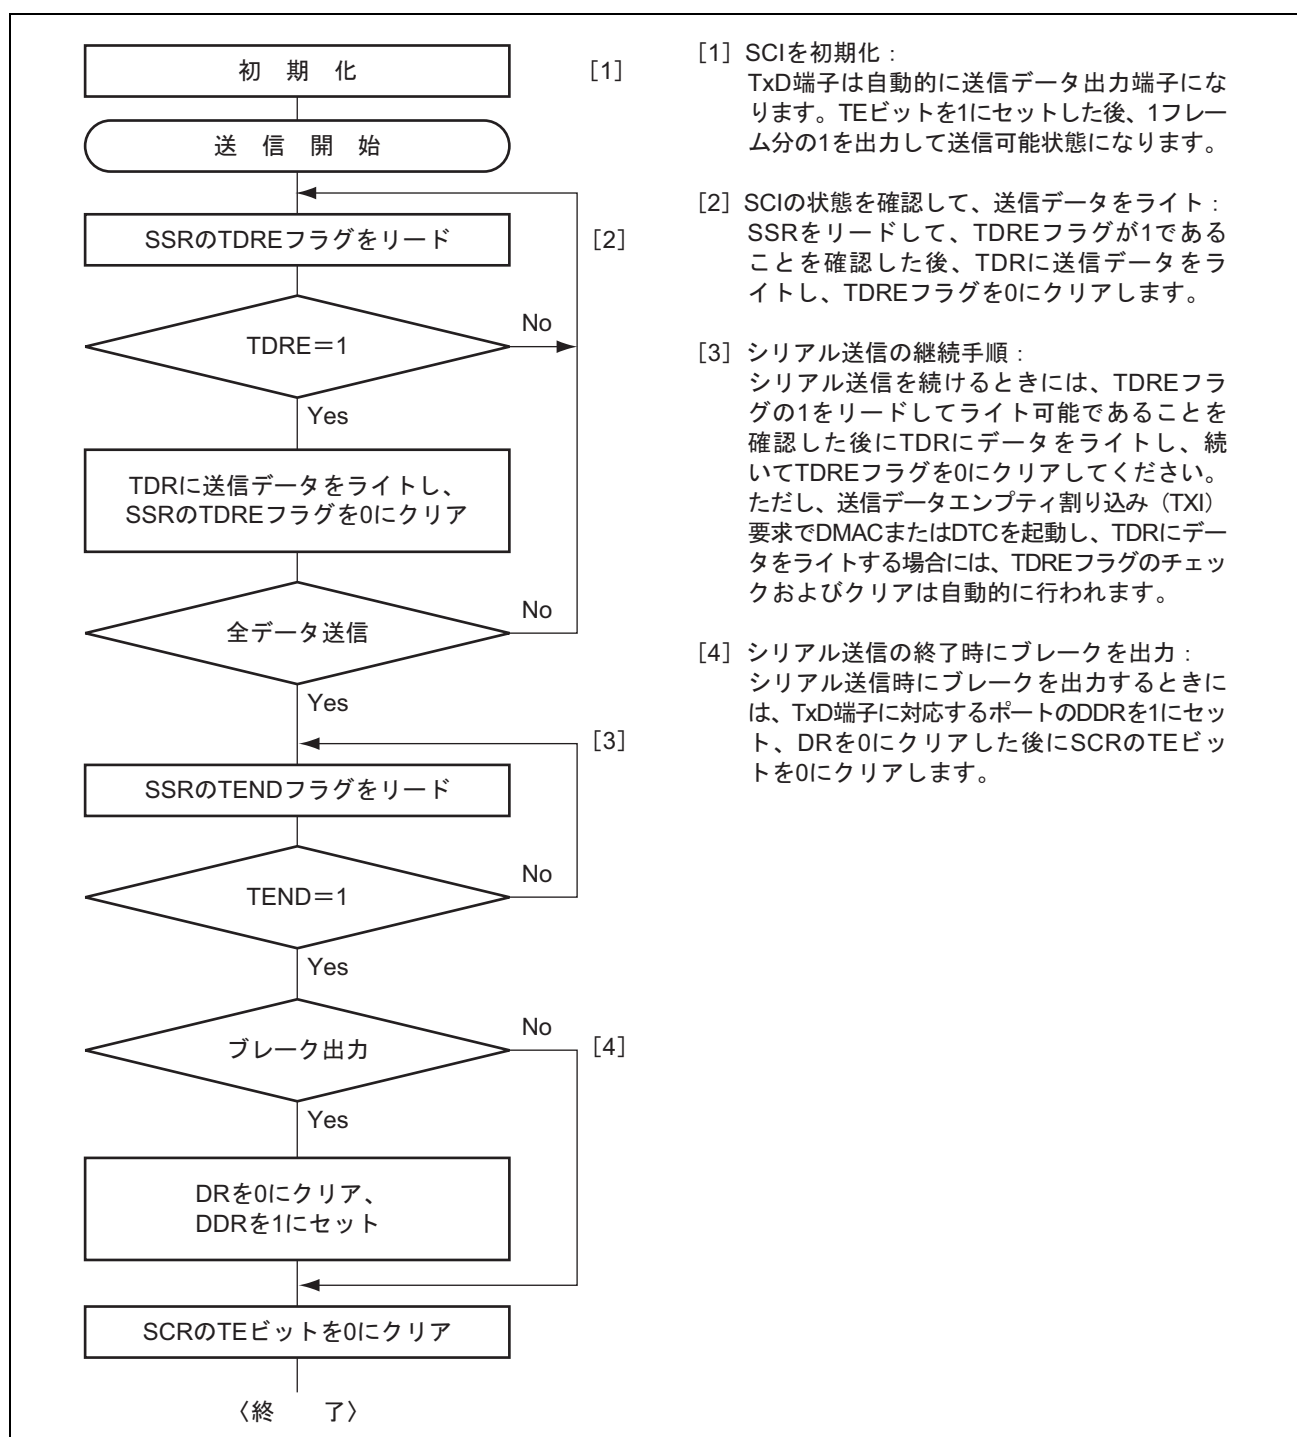 初 期 化
[1]
送 信 開 始
SSRのTDREフラグをリード
[2]
TDRE＝1
No
Yes
TDRに送信データをライトし、
SSRのTDREフラグを0にクリア
全データ送信
No
Yes
[3]
SSRのTENDフラグをリード
TEND＝1
No
Yes
ブレーク出力
No
[4]
Yes
DRを0にクリア、
DDRを1にセット
SCRのTEビットを0にクリア
〈終 了〉
[1] SCIを初期化：
TxD端子は自動的に送信データ出力端子にな
ります。TEビットを1にセットした後、1フレー
ム分の1を出力して送信可能状態になります。
[2] SCIの状態を確認して、送信データをライト：
SSRをリードして、TDREフラグが1である
ことを確認した後、TDRに送信データをラ
イトし、TDREフラグを0にクリアします。
[3] シリアル送信の継続手順：
シリアル送信を続けるときには、TDREフラ
グの1をリードしてライト可能であることを
確認した後にTDRにデータをライトし、続
いてTDREフラグを0にクリアしてください。
ただし、送信データエンプティ割り込み（TXI）
要求でDMACまたはDTCを起動し、TDRにデー
タをライトする場合には、TDREフラグのチェッ
クおよびクリアは自動的に行われます。
[4] シリアル送信の終了時にブレークを出力：
シリアル送信時にブレークを出力するときに
は、TxD端子に対応するポートのDDRを1にセッ
ト、DRを0にクリアした後にSCRのTEビッ
トを0にクリアします。